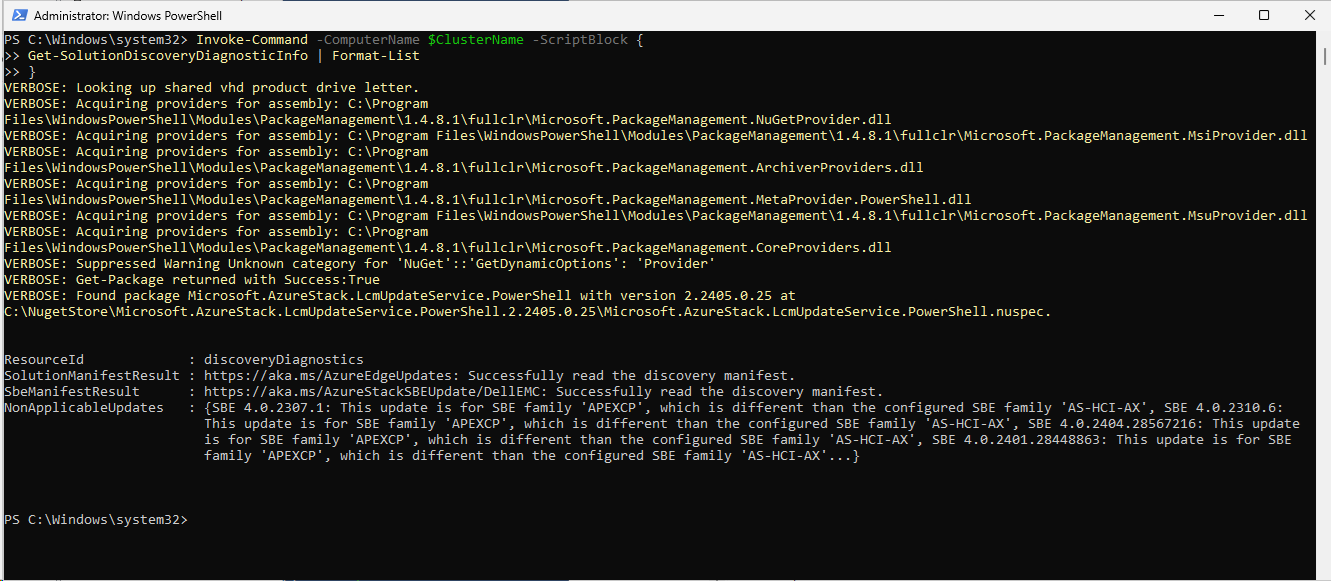 Administrator: Windows PowerShell
PS C:\Windows\system32> Invoke-Command -ComputerName $ClusterName -ScriptBlock {
>> Get-SolutionDiscoveryDiagnosticInfo | Format-List
>> }
VERBOSE: Looking up shared vhd product drive letter.
VERBOSE: Acquiring providers for assembly: C:\Program
Files\WindowsPowerShell\Modules\PackageManagement\1.4.8.1\fullclr\Microsoft.PackageManagement.NuGetProvider.dll
VERBOSE: Acquiring providers for assembly: C:\Program Files\WindowsPowerShell\Modules\PackageManagement\1.4.8.1\fullclr\Microsoft.PackageManagement.MsiProvider.dll
VERBOSE: Acquiring providers for assembly: C:\Program
Files\WindowsPowerShell\Modules\PackageManagement\1.4.8.1\fullclr\Microsoft.PackageManagement.ArchiverProviders.dll
VERBOSE: Acquiring providers for assembly: C:\Program
Files\WindowsPowerShell\Modules\PackageManagement\1.4.8.1\fullclr\Microsoft.PackageManagement.MetaProvider.PowerShell.dll
VERBOSE: Acquiring providers for assembly: C:\Program Files\WindowsPowerShell\Modules\PackageManagement\1.4.8.1\fullclr\Microsoft.PackageManagement.MsuProvider.dll
VERBOSE: Acquiring providers for assembly: C:\Program
Files\WindowsPowerShell\Modules\PackageManagement\1.4.8.1\fullclr\Microsoft.PackageManagement.CoreProviders.dll
VERBOSE: Suppressed Warning Unknown category for 'NuGet'::'GetDynamicOptions': 'Provider'
VERBOSE: Get-Package returned with Success:True
VERBOSE: Found package Microsoft.AzureStack.LcmUpdateService.PowerShell with version 2.2405.0.25 at
C:\NugetStore\Microsoft.AzureStack.LcmUpdateService.PowerShell.2.2405.0.25\Microsoft.AzureStack.LcmUpdateService.PowerShell.nuspec.
ResourceId : discoveryDiagnostics
SolutionManifestResult : https://aka.ms/AzureEdgeUpdates: Successfully read the discovery manifest.
SbeManifestResult : https://aka.ms/AzureStackSBEUpdate/DellEMC: Successfully read the discovery manifest.
NonApplicableUpdates : {SBE 4.0.2307.1: This update is for SBE family 'APEXCP', which is different than the configured SBE family 'AS-HCI-AX', SBE 4.0.2310.6:
This update is for SBE family 'APEXCP', which is different than the configured SBE family 'AS-HCI-AX', SBE 4.0.2404.28567216: This update
is for SBE family 'APEXCP', which is different than the configured SBE family 'AS-HCI-AX', SBE 4.0.2401.28448863: This update is for SBE
family 'APEXCP', which is different than the configured SBE family 'AS-HCI-AX'...}
PS C:\Windows\system32>